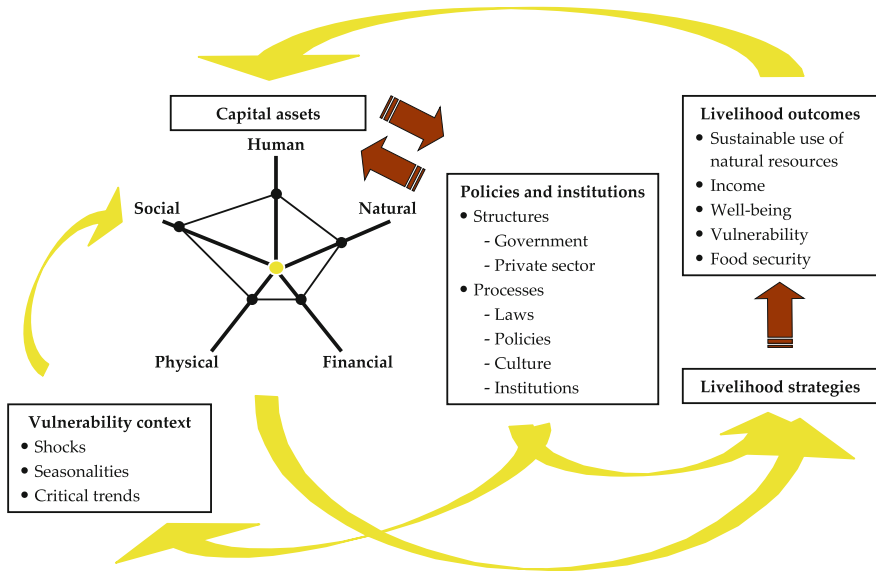 Capital assets
Human
Social
Natural
Physical
Financial
Vulnerability context
• Shocks
• Seasonalities
• Critical trends
Policies and institutions
• Structures
- Government
- Private sector
• Processes
- Laws
- Policies
- Culture
- Institutions
Livelihood outcomes
• Sustainable use of
natural resources
• Income
• Well-being
• Vulnerability
• Food security
Livelihood strategies